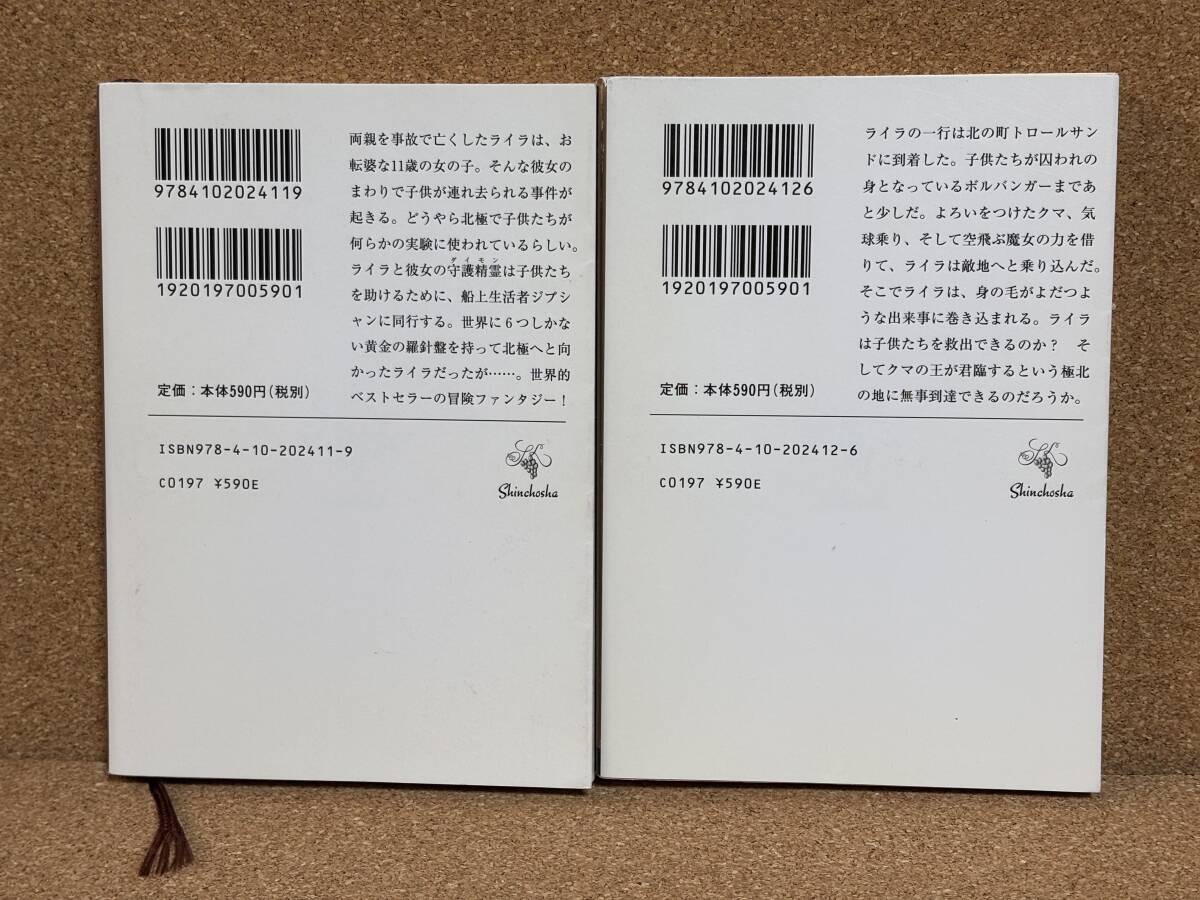 9784102024119
1920197005901
両親を事故で亡くしたライラは、お
転婆な11歳の女の子。そんな彼女の
まわりで子供が連れ去られる事件が
起きる。どうやら北極で子供たちが
何らかの実験に使われているらしい。
ダイモン
ライラと彼女の守護精霊は子供たち
を助けるために、船上生活者ジプシ
ャンに同行する。世界に6つしかな
い黄金の羅針盤を持って北極へと向
かったライラだったが……。世界的
ベストセラーの冒険ファンタジー！
定価：本体590円（税別）
ISBN978-4-10-202411-9
C0197 ¥590E
Shinchosha
9784102024126
1920197005901
ライラの一行は北の町トロールサン
ドに到着した。子供たちが囚われの
身となっているボルバンガーまであ
と少しだ。よろいをつけたクマ、気
球乗り、そして空飛ぶ魔女の力を借
りて、ライラは敵地へと乗り込んだ。
そこでライラは、身の毛がよだつよ
うな出来事に巻き込まれる。ライラ
は子供たちを救出できるのか？　そ
してクマの王が君臨するという極北
の地に無事到達できるのだろうか。
定価：本体590円（税別）
ISBN978-4-10-202412-6
C0197 ¥590E
Shinchosha